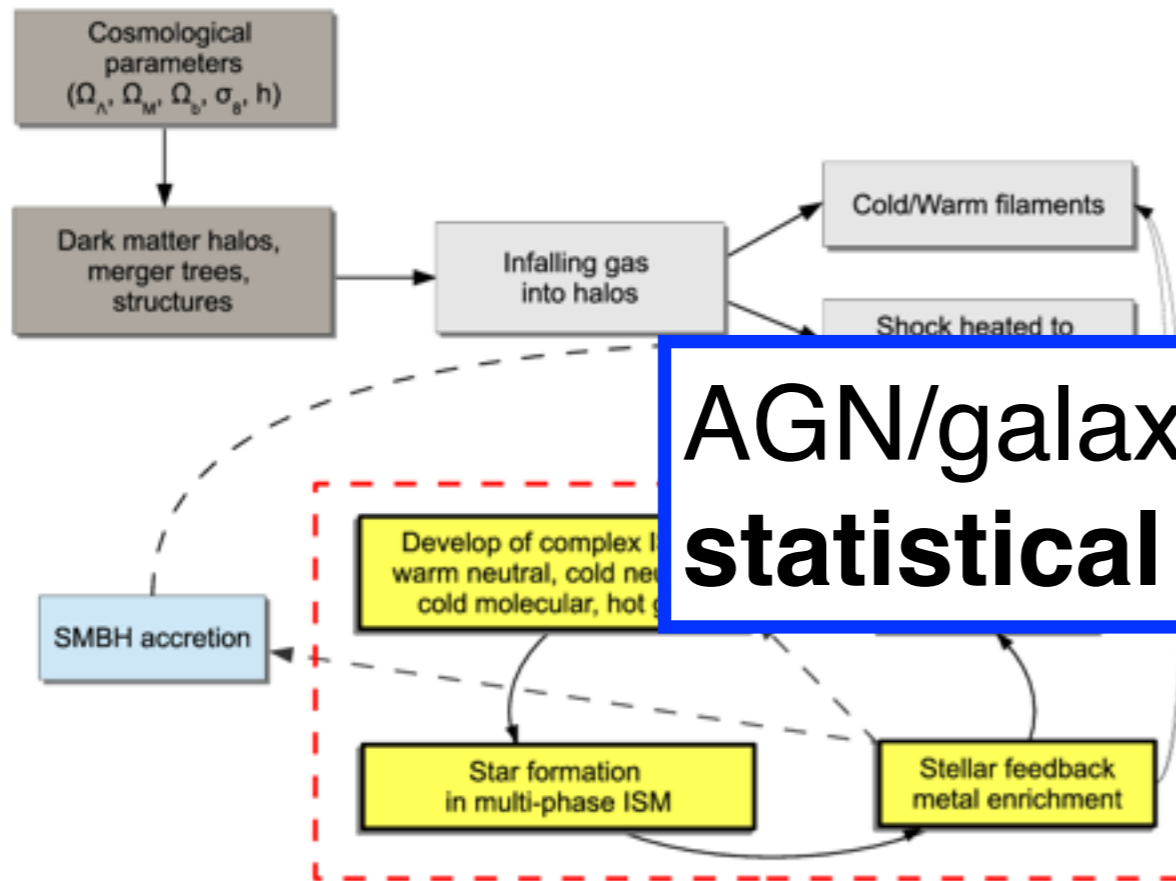 Cosmological
parameters
(Ω_Λ, Ω_M, Ω_b, σ_8, h)
Dark matter halos,
merger trees,
structures
Infalling gas
into halos
Cold/Warm filaments
Shock heated to
AGN/galax
statistical
Develop of complex
warm neutral, cold
cold molecular, hot
SMBH accretion
Star formation
in multi-phase ISM
Stellar feedback
metal enrichment